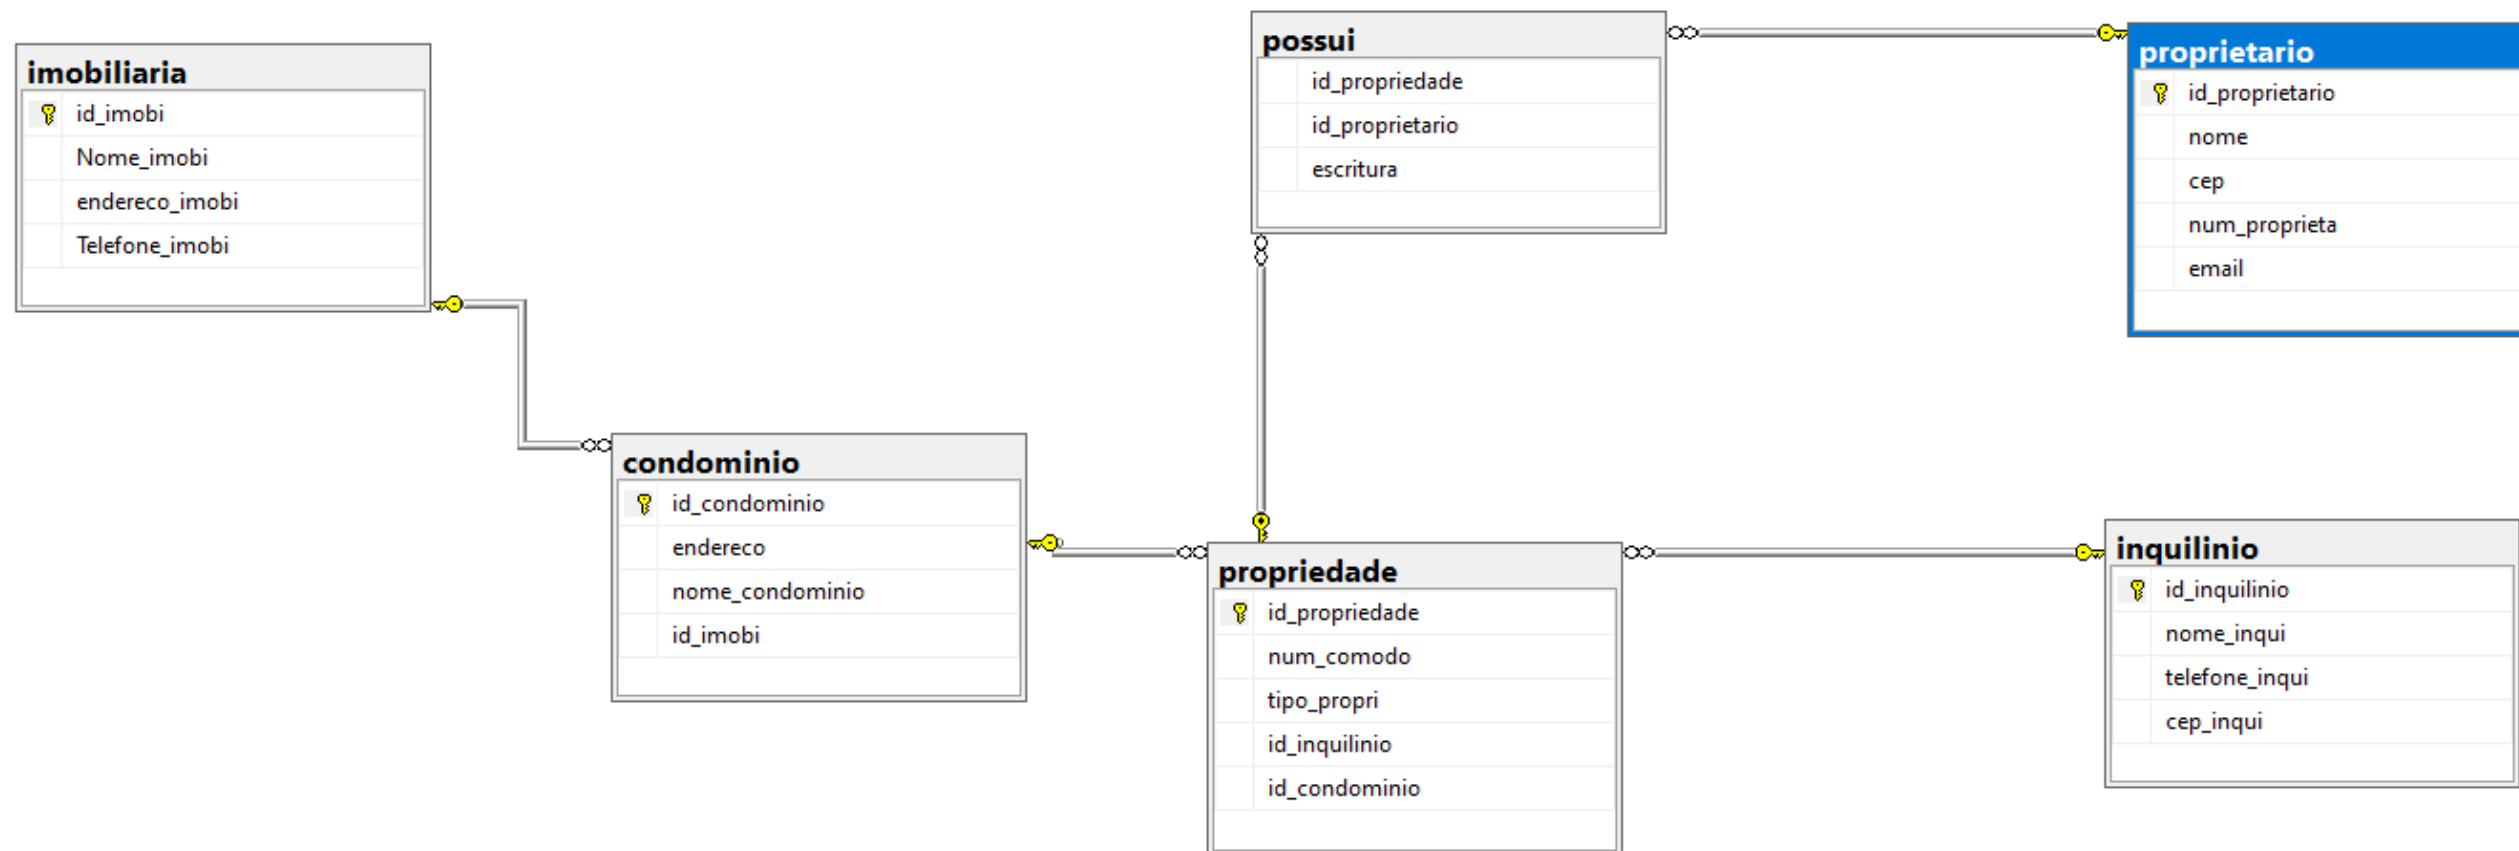 imobiliaria
id_imobi
Nome_imobi
endereco_imobi
Telefone_imobi
possui
id_propriedade
id_proprietario
escritura
proprietario
id_proprietario
nome
cep
num_proprieta
email
condominio
id_condominio
endereco
nome_condominio
id_imobi
propriedade
id_propriedade
num_comodo
tipo_propri
id_inquilinio
id_condominio
inquilinio
id_inquilinio
nome_inqui
telefone_inqui
cep_inqui